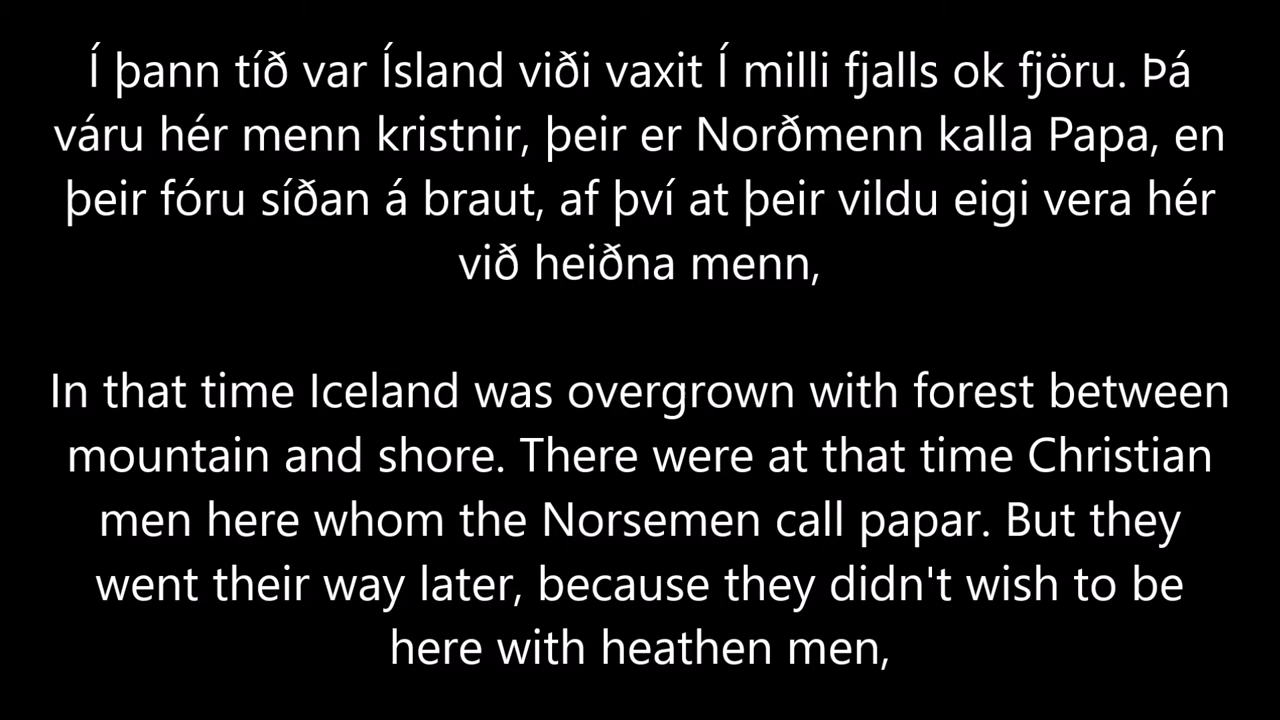 Í þann tíð var Ísland viði vaxit Í milli fjalls ok fjöru. Þá
váru hér menn kristnir, þeir er Norðmenn kalla Papa, en
þeir fóru síðan á braut, af því at þeir vildu eigi vera hér
við heiðna menn,
In that time Iceland was overgrown with forest between
mountain and shore. There were at that time Christian
men here whom the Norsemen call papar. But they
went their way later, because they didn't wish to be
here with heathen men,